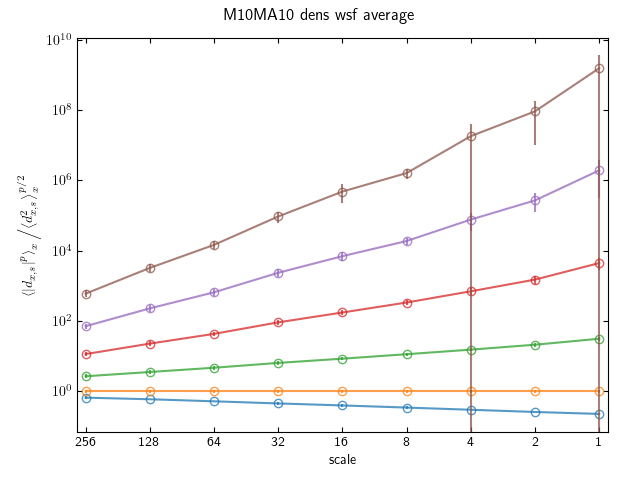 M10MA10 dens wsf average
10^10
10^8
10^6
10^4
10^2
10^0
⟨|d_{x,s}|^p⟩_x / ⟨d_{x,s}^2⟩_x^{p/2}
256 128 64 32 16 8 4 2 1
scale